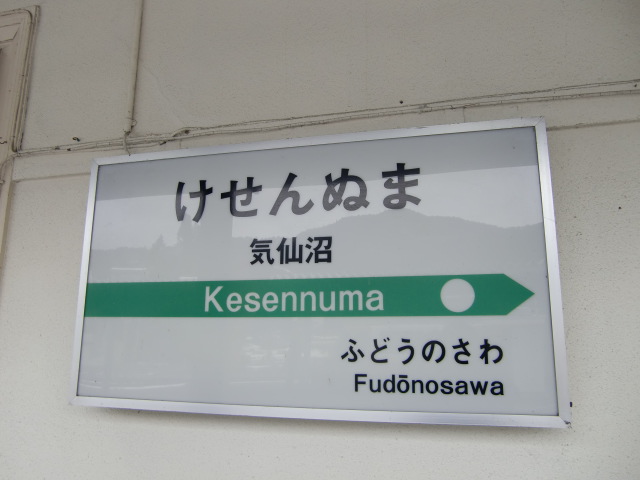 けせんぬま
気仙沼
Kesennuma
ふどうのさわ
Fudōnosawa